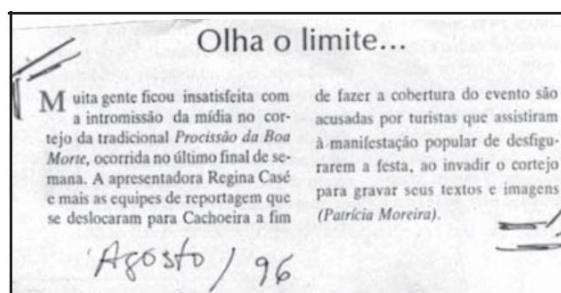 Olha o limite...
Muita gente ficou insatisfeita com
a intromissão da mídia no cor-
tejo da tradicional Procissão da Boa
Morte, ocorrida no último final de se-
mana. A apresentadora Regina Casé
e mais as equipes de reportagem que
se deslocaram para Cachoeira a fim
de fazer a cobertura do evento são
acusadas por turistas que assistiram
à manifestação popular de desfigu-
rarem a festa, ao invadir o cortejo
para gravar seus textos e imagens
(Patrícia Moreira).
Agosto / 96